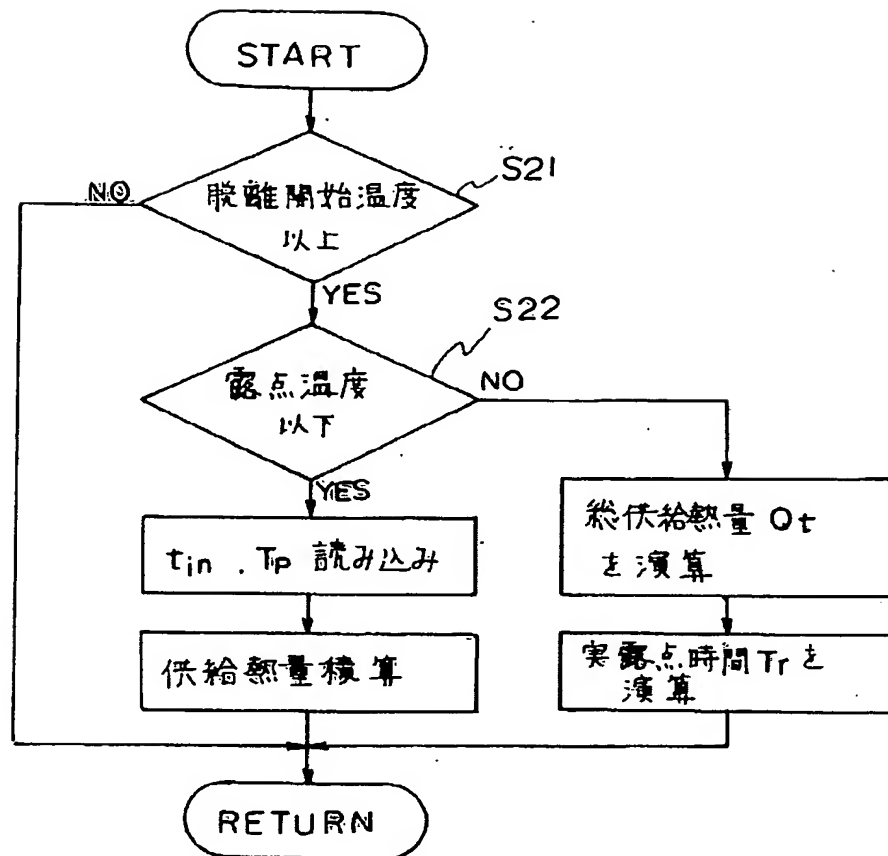 START
S21
NO
脱離開始温度
以上
YES
S22
露点温度
以下
NO
YES
tin . Tp 読み込み
総供給熱量 Qt
を演算
供給熱量積算
実露点時間Trを
演算
RETURN